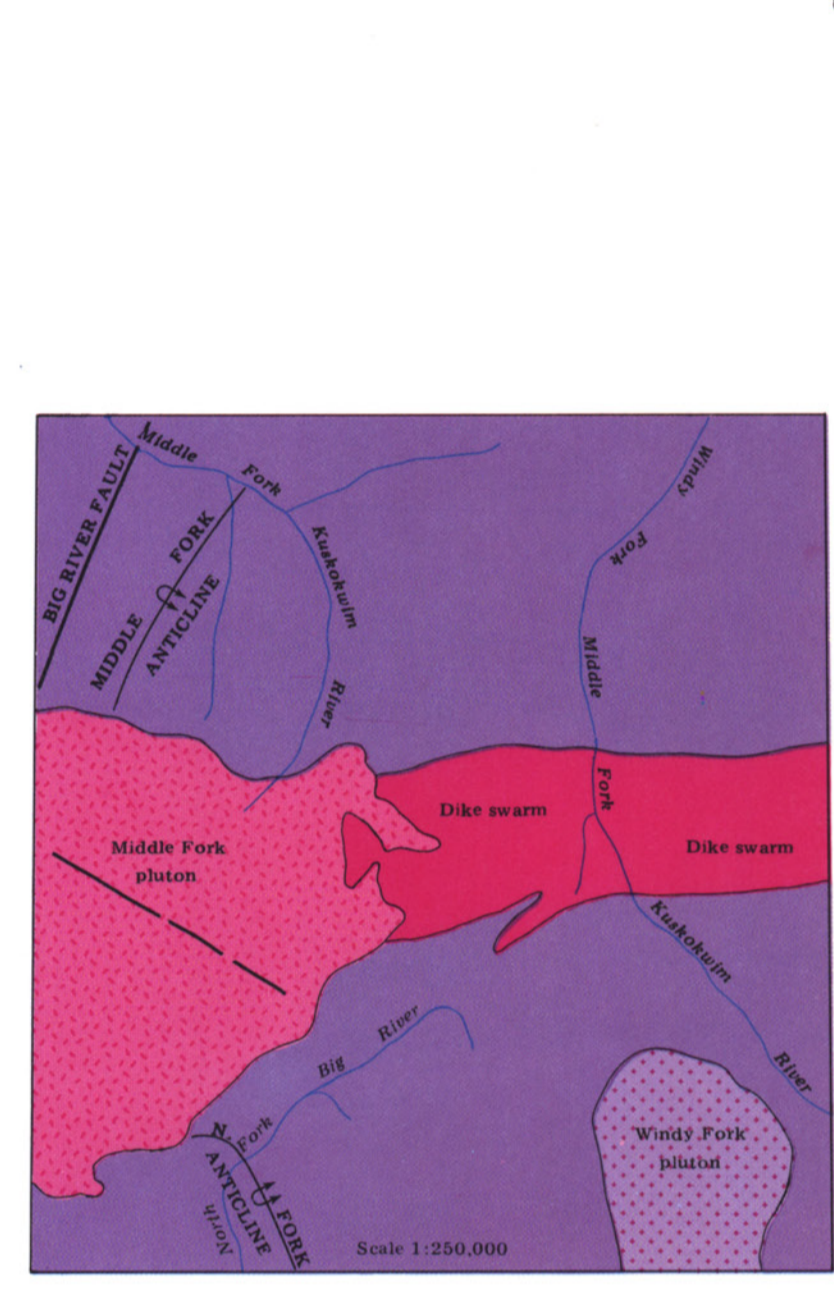 Middle
Fork
Kuskokwim
River
BIG RIVER FAULT
MIDDLE FORK
ANTICLINE
Windy
Fork
Middle
Fork
Kuskokwim
River
Dike swarm
Dike swarm
Middle Fork
pluton
Big River
N. Fork
ANTICLINE
FORK
North
Windy Fork
pluton
Scale 1:250,000